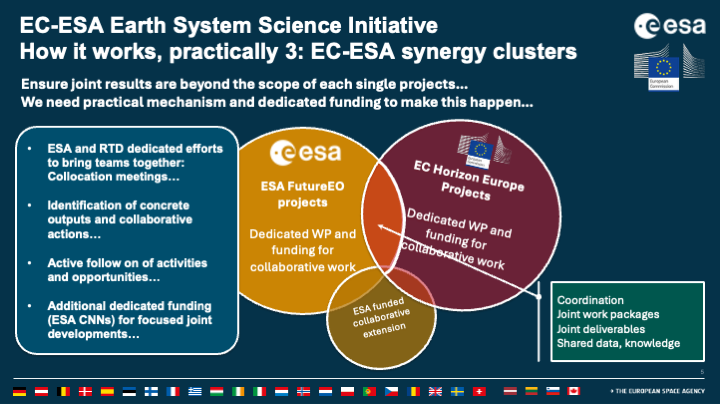 EC-ESA Earth System Science Initiative
How it works, practically 3: EC-ESA synergy clusters
esa
European
Commission
Ensure joint results are beyond the scope of each single projects...
We need practical mechanism and dedicated funding to make this happen...
• ESA and RTD dedicated efforts
to bring teams together:
Collocation meetings...
• Identification of concrete
outputs and collaborative
actions...
• Active follow on of activities
and opportunities...
• Additional dedicated funding
(ESA CNNs) for focused joint
developments...
esa
ESA FutureEO
projects
Dedicated WP and
funding for
collaborative work
EC Horizon Europe
Projects
Dedicated WP and
funding for
collaborative work
ESA funded
collaborative
extension
Coordination
Joint work packages
Joint deliverables
Shared data, knowledge
5
→ THE EUROPEAN SPACE AGENCY